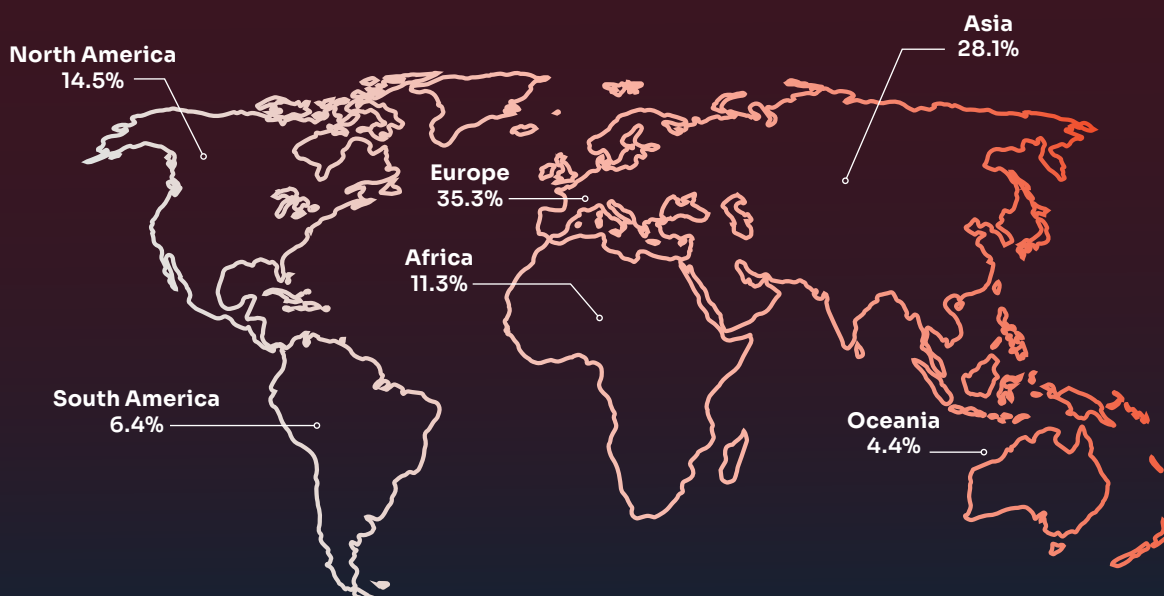 Asia
28.1%
North America
14.5%
Europe
35.3%
Africa
11.3%
South America
6.4%
Oceania
4.4%